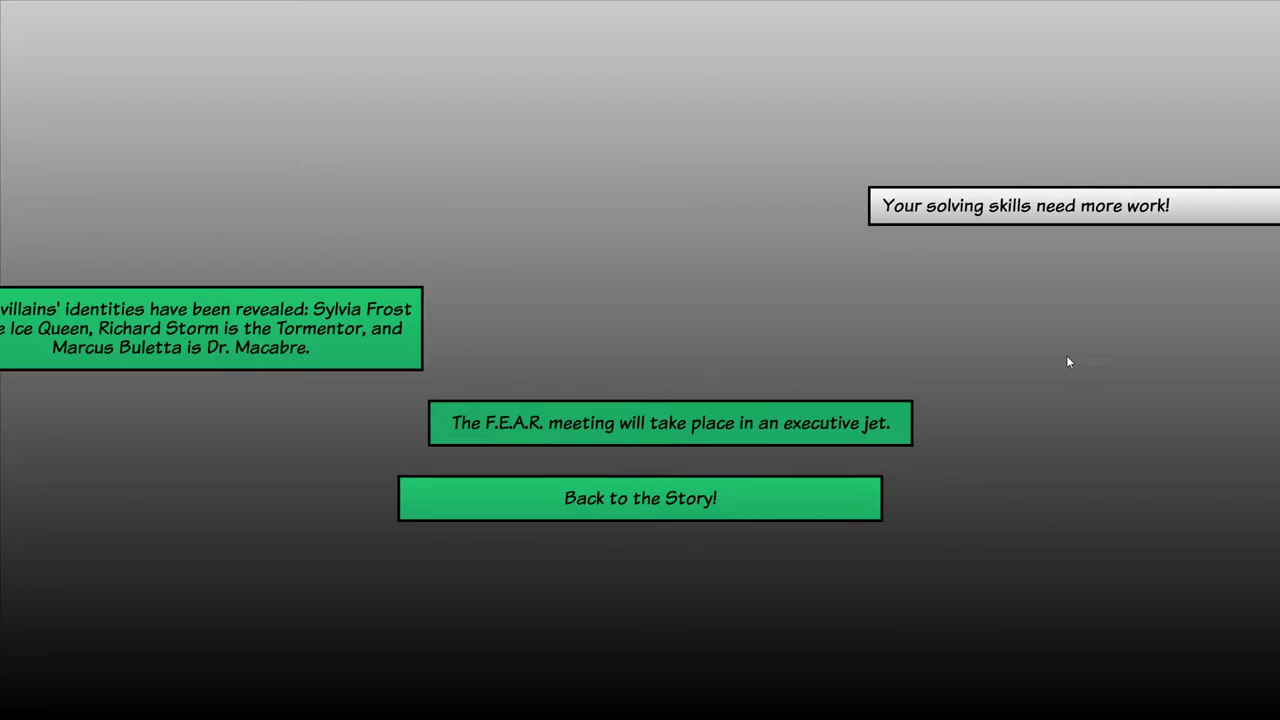 Your solving skills need more work!
villains' identities have been revealed: Sylvia Frost
Ice Queen, Richard Storm is the Tormentor, and
Marcus Buletta is Dr. Macabre.
The F.E.A.R. meeting will take place in an executive jet.
Back to the Story!